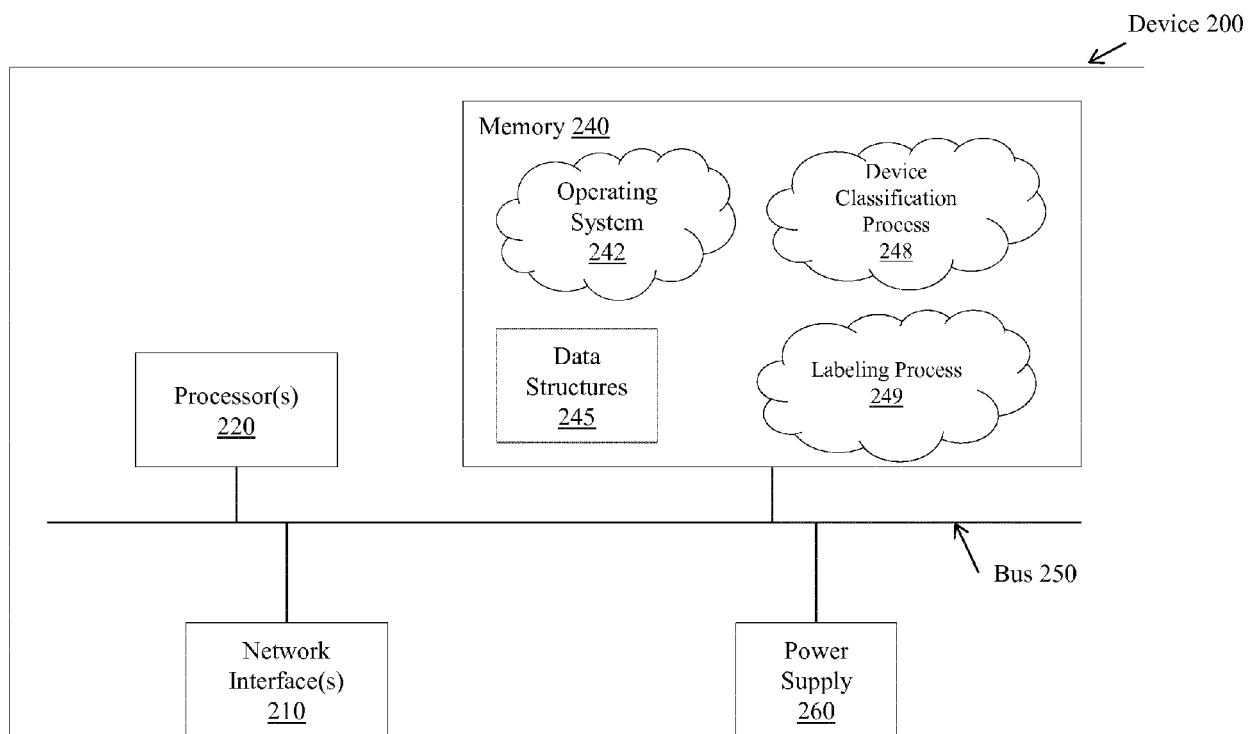 Device 200
Memory 240
Operating
System
242
Device
Classification
Process
248
Data
Structures
245
Labeling Process
249
Processor(s)
220
Bus 250
Network
Interface(s)
210
Power
Supply
260